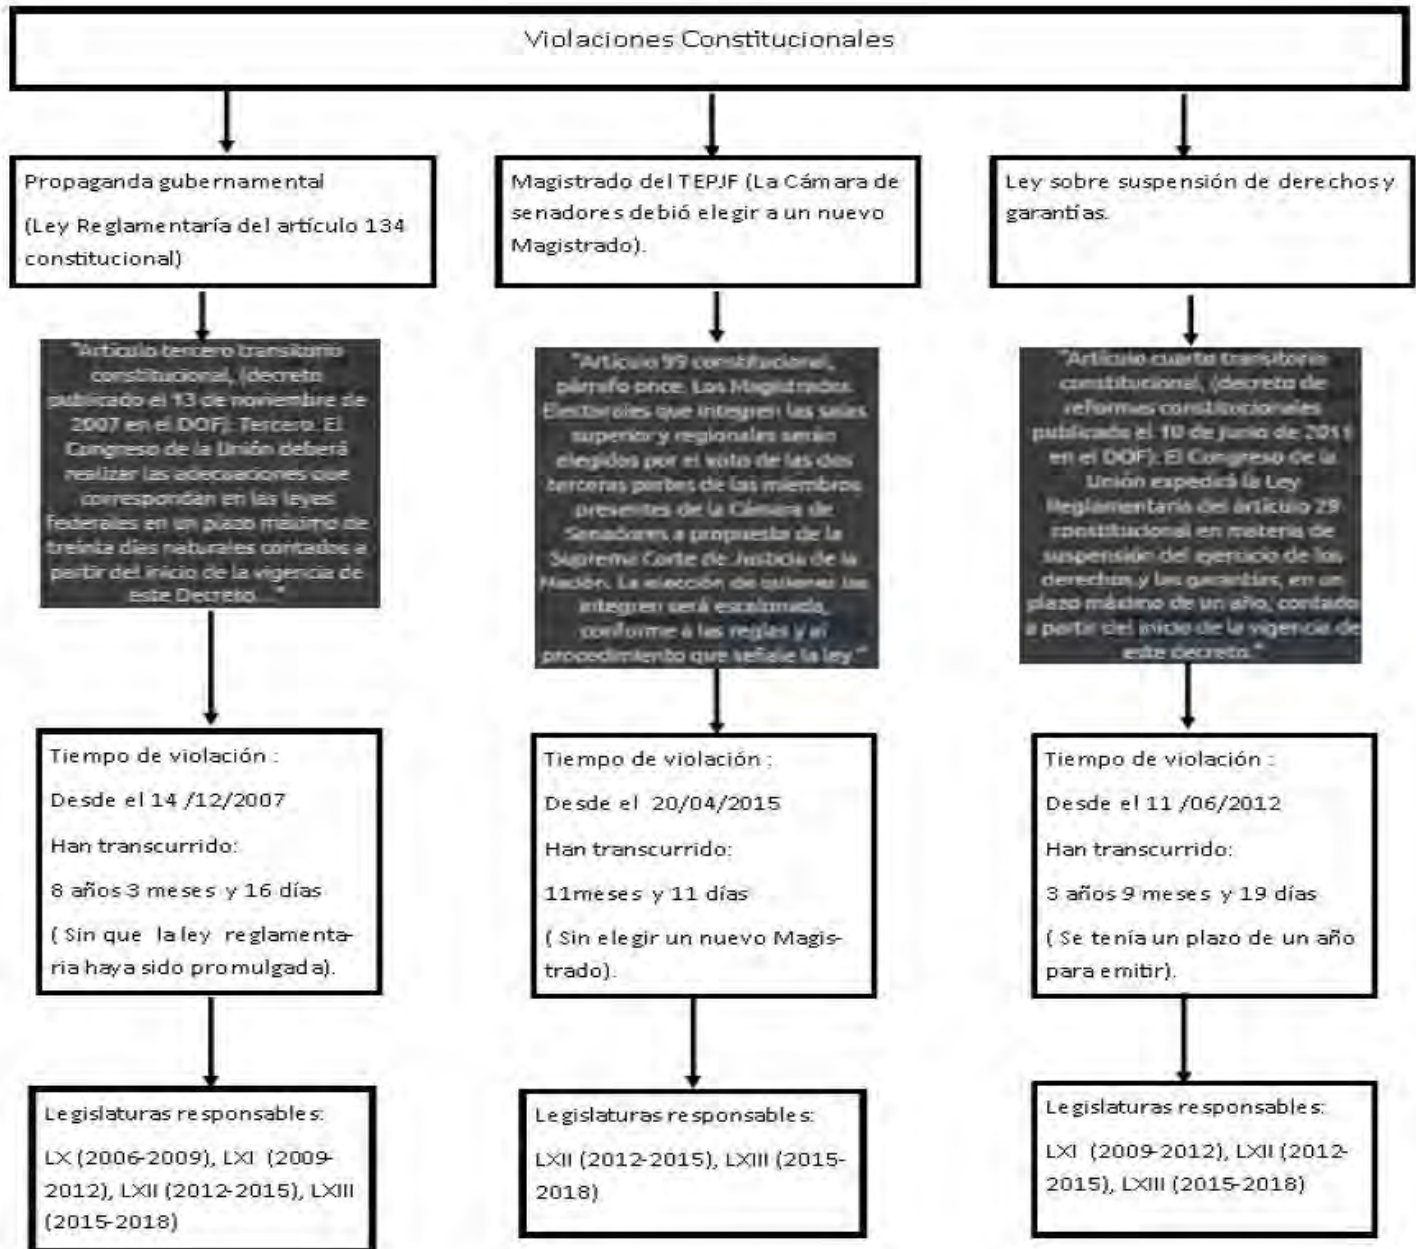 Violaciones Constitucionales
Propaganda gubernamental
(Ley Reglamentaría del artículo 134
constitucional)
"Artículo tercero transitorio
constitucional, (decreto
publicado el 13 de noviembre de
2007 en el DOF): Tercero. El
Congreso de la Unión deberá
realizar las adecuaciones que
correspondan en las leyes
federales en un plazo máximo de
treinta días naturales contados a
partir del inicio de la vigencia de
este Decreto..."
Tiempo de violación :
Desde el 14 /12/2007
Han transcurrido:
8 años 3 meses y 16 días
( Sin que la ley reglamenta-
ria haya sido promulgada).
Legislaturas responsables:
LX (2006-2009), LXI (2009-
2012), LXII (2012-2015), LXIII
(2015-2018)
Magistrado del TEPJF (La Cámara de
senadores debió elegir a un nuevo
Magistrado).
"Artículo 99 constitucional,
párrafo once. Los Magistrados
Electorales que integren las salas
superior y regionales serán
elegidos por el voto de las dos
terceras partes de los miembros
presentes de la Cámara de
Senadores a propuesta de la
Suprema Corte de Justicia de la
Nación. La elección de quienes las
integren será escalonada,
conforme a las reglas y al
procedimiento que señale la ley."
Tiempo de violación :
Desde el 20/04/2015
Han transcurrido:
11meses y 11 días
( Sin elegir un nuevo Magis-
trado).
Legislaturas responsables:
LXII (2012-2015), LXIII (2015-
2018)
Ley sobre suspensión de derechos y
garantías.
"Artículo cuarto transitorio
constitucional, (decreto de
reformas constitucionales
publicado el 10 de junio de 2011
en el DOF): El Congreso de la
Unión expedirá la Ley
Reglamentaria del artículo 29
constitucional en materia de
suspensión del ejercicio de los
derechos y las garantías, en un
plazo máximo de un año, contado
a partir del inicio de la vigencia de
este decreto."
Tiempo de violación :
Desde el 11 /06/2012
Han transcurrido:
3 años 9 meses y 19 días
( Se tenía un plazo de un año
para emitir).
Legislaturas responsables:
LXI (2009-2012), LXII (2012-
2015), LXIII (2015-2018)